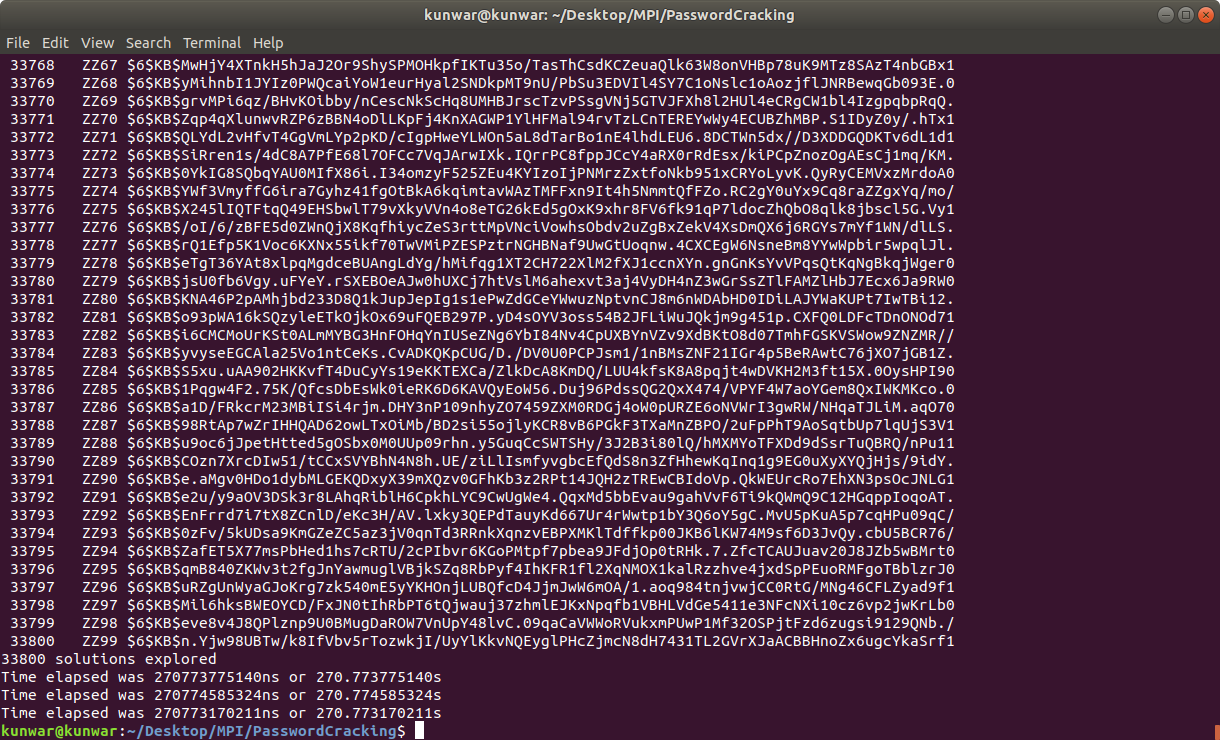 kunwar@kunwar: ~/Desktop/MPI/PasswordCracking
File Edit View Search Terminal Help
33768 ZZ67 $6$KB$MwHjY4XTnkH5hJaJ2Or9ShySPMOHkpfIKTu35o/TasThCsdKCZeuaQlk63W8onVHBp78uK9MTz8SAzT4nbGBx1
33769 ZZ68 $6$KB$yMihnbI1JYIz0PWQcaiYoW1eurHyal2SNDkpMT9nU/PbSu3EDVIl4SY7C1oNslc1oAozjflJNRBewqGb093E.0
33770 ZZ69 $6$KB$grvMPi6qz/BHvKOibby/nCescNkScHq8UMHBJrscTzvPSsgVNj5GTVJFXh8l2HUl4eCRgCW1bl4IzgpqbpRqQ.
33771 ZZ70 $6$KB$Zqp4qXlunwvRZP6zBBN4oDlLKpFj4KnXAGWP1YlHFMal94rvTzLCnTEREYwWy4ECUBZhMBP.S1IDyZ0y/.hTx1
33772 ZZ71 $6$KB$QLYdL2vHfvT4GgVmLYp2pKD/cIgpHweYLWOn5aL8dTarBo1nE4lhdLEU6.8DCTWn5dx//D3XDDGQDKTv6dL1d1
33773 ZZ72 $6$KB$SiRren1s/4dC8A7PfE68l7OFCc7VqJArwIXk.IQrrPC8fppJCcY4aRX0rRdEsx/kiPCpZnozOgAEsCj1mq/KM.
33774 ZZ73 $6$KB$0YkIG8SQbqYAU0MIfX86i.I34omzyF525ZEu4KYIzoIjPNMrzZxtfoNkb951xCRYoLyvK.QyRyCEMVxzMrdoA0
33775 ZZ74 $6$KB$YWf3VmyffG6ira7Gyhz41fgOtBkA6kqimtavWAzTMFFxn9It4h5NmmtQfFZo.RC2gY0uYx9Cq8raZZgxYq/mo/
33776 ZZ75 $6$KB$X245lIQTFtqQ49EHSbwlT79vXkyVVn4o8eTG26kEd5gOxK9xhr8FV6fk91qP7ldocZhQbO8qlk8jbscl5G.Vy1
33777 ZZ76 $6$KB$/oI/6/zBFE5d0ZWnQjX8KqfhiycZeS3rttMpVNciVowhsObdv2uZgBxZekV4XsDmQX6j6RGYs7mYf1WN/dlLS.
33778 ZZ77 $6$KB$rQ1Efp5K1Voc6KXNx55ikf70TwVMiPZESPztrNGHBNaf9UwGtUoqnw.4CXCEgW6NsneBm8YYwWpbir5wpqlJl.
33779 ZZ78 $6$KB$eTgT36YAt8xlpqMgdceBUAngLdYg/hMifqg1XT2CH722XlM2fXJ1ccnXYn.gnGnKsYvVPqsQtKqNgBkqjWger0
33780 ZZ79 $6$KB$jsU0fb6Vgy.uFYeY.rSXEBOeAJw0hUXCj7htVslM6ahexvt3aj4VyDH4nZ3wGrSsZTlFAMZlHbJ7Ecx6Ja9RW0
33781 ZZ80 $6$KB$KNA46P2pAMhjbd233D8Q1kJupJepIg1s1ePwZdGCeYWwuzNptvnCJ8m6nWDAbHD0IDiLAJYWaKUPt7IwTBi12.
33782 ZZ81 $6$KB$o93pWA16kSQzyleETkOjkOx69uFQEB297P.yD4sOYV3oss54B2JFLiWuJQkjm9g451p.CXFQ0LDFcTDnONOd71
33783 ZZ82 $6$KB$i6CMCMoUrKSt0ALmMYBG3HnFOHqYnIUSeZNg6YbI84Nv4CpUXBYnVZv9XdBKtO8d07TmhFGSKVSWow9ZNZMR//
33784 ZZ83 $6$KB$yvyseEGCAla25Vo1ntCeKs.CvADKQKpCUG/D./DV0U0PCPJsm1/1nBMsZNF21IGr4p5BeRAwtC76jXO7jGB1Z.
33785 ZZ84 $6$KB$S5xu.uAA902HKKvfT4DuCyYs19eKKTEXCa/ZlkDcA8KmDQ/LUU4kfsK8A8pqjt4wDVKH2M3ft15X.0OysHPI90
33786 ZZ85 $6$KB$1Pqgw4F2.75K/QfcsDbEsWk0ieRK6D6KAVQyEoW56.Duj96PdssQG2QxX474/VPYF4W7aoYGem8QxIWKMKco.0
33787 ZZ86 $6$KB$a1D/FRkcrM23MBiISi4rjm.DHY3nP109nhyZO7459ZXM0RDGj4oW0pURZE6oNVWrI3gwRW/NHqaTJLiM.aqO70
33788 ZZ87 $6$KB$98RtAp7wZrIHHQAD62owLTxOiMb/BD2si55ojlyKCR8vB6PGkF3TXaMnZBPO/2uFpPhT9AoSqtbUp7lqUjS3V1
33789 ZZ88 $6$KB$u9oc6jJpetHtted5gOSbx0M0UUp09rhn.y5GuqCcSWTSHy/3J2B3i80lQ/hMXMYoTFXDd9dSsrTuQBRQ/nPu11
33790 ZZ89 $6$KB$COzn7XrcDIw51/tCCxSVYBhN4N8h.UE/ziLlIsmfyvgbcEfQdS8n3ZfHhewKqInq1g9EG0uXyXYQjHjs/9idY.
33791 ZZ90 $6$KB$e.aMgv0HDo1dybMLGEKQDxyX39mXQzv0GFhKb3z2RPt14JQH2zTREwCBIdoVp.QkWEUrcRo7EhXN3psOcJNLG1
33792 ZZ91 $6$KB$e2u/y9aOV3DSk3r8LAhqRiblH6CpkhLYC9CwUgWe4.QqxMd5bbEvau9gahVvF6Ti9kQWmQ9C12HGqppIoqoAT.
33793 ZZ92 $6$KB$EnFrrd7i7tX8ZCnlD/eKc3H/AV.lxky3QEPdTauyKd667Ur4rWwtp1bY3Q6oY5gC.MvU5pKuA5p7cqHPu09qC/
33794 ZZ93 $6$KB$0zFv/5kUDsa9KmGZeZC5az3jV0qnTd3RRnkXqnzvEBPXMKlTdffkp00JKB6lKW74M9sf6D3JvQy.cbU5BCR76/
33795 ZZ94 $6$KB$ZafET5X77msPbHed1hs7cRTU/2cPIbvr6KGoPMtpf7pbea9JFdjOp0tRHk.7.ZfcTCAUJuav20J8JZb5wBMrt0
33796 ZZ95 $6$KB$qmB840ZKWv3t2fgJnYawmuglVBjkSZq8RbPyf4IhKFR1fl2XqNMOX1kalRzzhve4jxdSpPEuoRMFgoTBblzrJ0
33797 ZZ96 $6$KB$uRZgUnWyaGJoKrg7zk540mE5yYKHOnjLUBQfcD4JjmJwW6mOA/1.aoq984tnjvwjCC0RtG/MNg46CFLZyad9f1
33798 ZZ97 $6$KB$Mil6hksBWEOYCD/FxJN0tIhRbPT6tQjwauj37zhmlEJKxNpqfb1VBHLVdGe5411e3NFcNXi10cz6vp2jwKrLb0
33799 ZZ98 $6$KB$eve8v4J8QPlznp9U0BMugDaROW7VnUpY48lvC.09qaCaVWWoRVukxmPUwP1Mf32OSPjtFzd6zugsi9129QNb./
33800 ZZ99 $6$KB$n.Yjw98UBTw/k8IfVbv5rTozwkjI/UyYlKkvNQEyglPHcZjmcN8dH7431TL2GVrXJaACBBHnoZx6ugcYkaSrf1
33800 solutions explored
Time elapsed was 270773775140ns or 270.773775140s
Time elapsed was 270774585324ns or 270.774585324s
Time elapsed was 270773170211ns or 270.773170211s
kunwar@kunwar:~/Desktop/MPI/PasswordCracking$